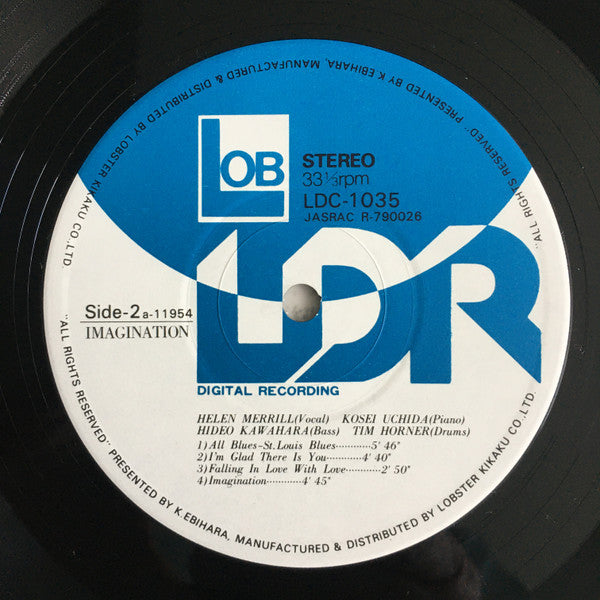 "ALL RIGHTS RESERVED" PRESENTED BY K.EBIHARA, MANUFACTURED & DISTRIBUTED BY LOBSTER KIKAKU CO.,LTD.
LOB
STEREO
33⅓rpm
LDC-1035
JASRAC R-790026
LDR
Side-2 a-11954
IMAGINATION
DIGITAL RECORDING
HELEN MERRILL(Vocal) KOSEI UCHIDA(Piano)
HIDEO KAWAHARA(Bass) TIM HORNER(Drums)
1)All Blues-St.Louis Blues············5′ 46″
2)I'm Glad There Is You············4′ 40″
3)Falling In Love With Love············2′ 50″
4)Imagination············4′ 45″
"ALL RIGHTS RESERVED" PRESENTED BY K.EBIHARA, MANUFACTURED & DISTRIBUTED BY LOBSTER KIKAKU CO.,LTD.